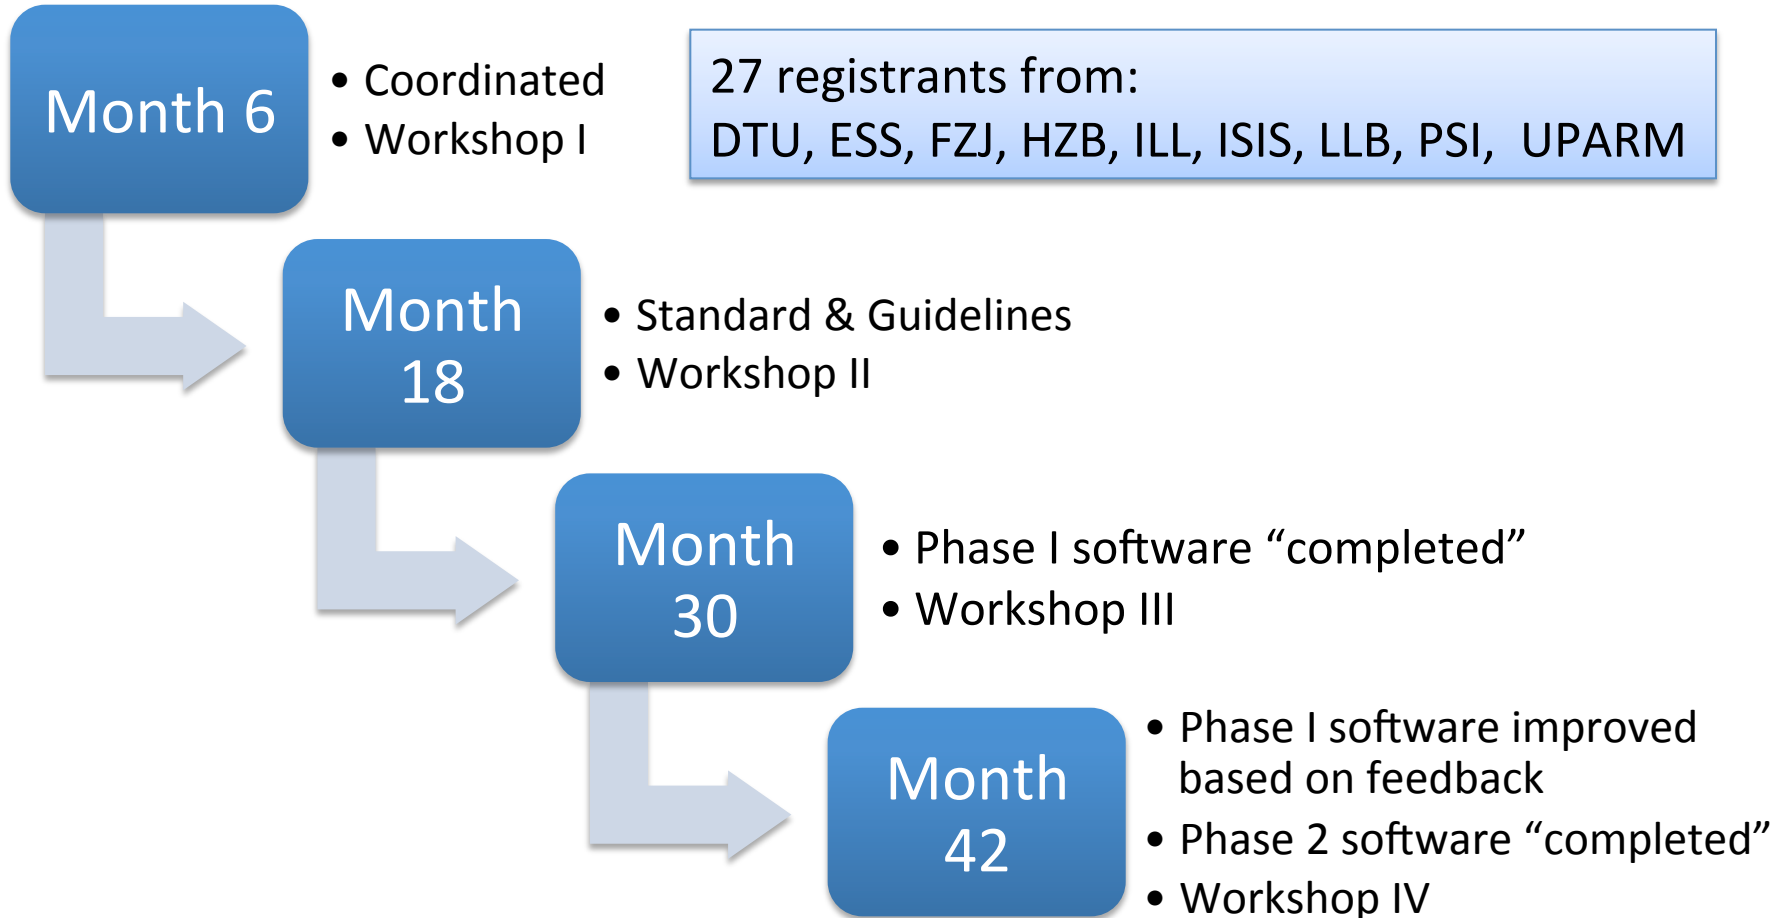 Month 6
• Coordinated
• Workshop I
27 registrants from:
DTU, ESS, FZJ, HZB, ILL, ISIS, LLB, PSI, UPARM
Month
18
• Standard & Guidelines
• Workshop II
Month
30
• Phase I software “completed”
• Workshop III
Month
42
• Phase I software improved
based on feedback
• Phase 2 software “completed”
• Workshop IV